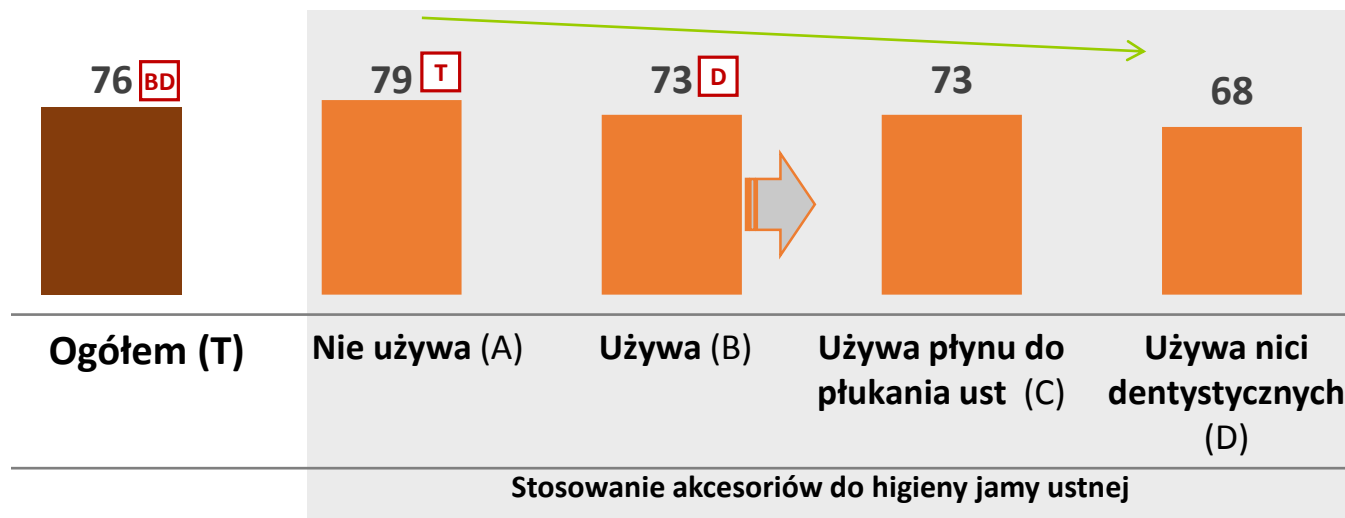 76 BD
79 T
73 D
73
68
Ogółem (T)
Nie używa (A)
Używa (B)
Używa płynu do
płukania ust (C)
Używa nici
dentystycznych
(D)
Stosowanie akcesoriów do higieny jamy ustnej